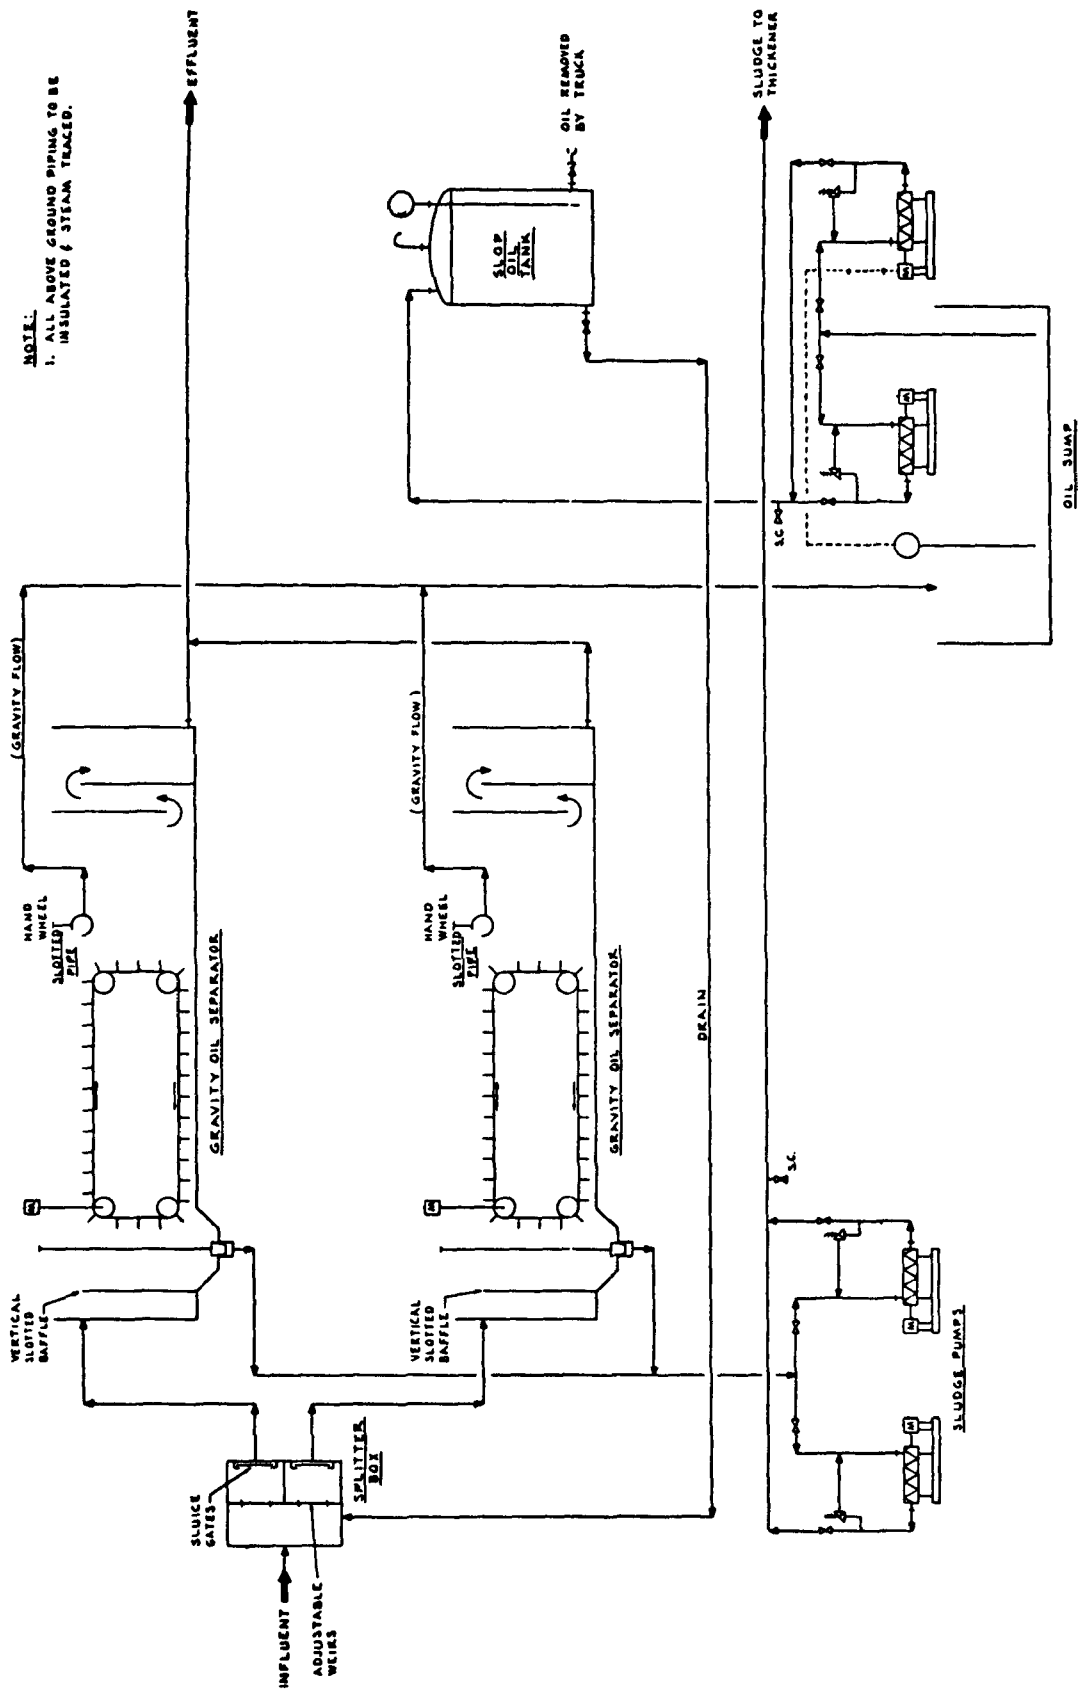 NOTE:
1. ALL ABOVE GROUND PIPING TO BE
INSULATED & STEAM TRACED.
(GRAVITY FLOW)
EFFLUENT
HAND
WHEEL
SLOTTED
PIPE
VERTICAL
SLOTTED
BAFFLE
M
GRAVITY OIL SEPARATOR
SLUICE
GATES
INFLUENT
ADJUSTABLE
WEIRS
SPLITTER
BOX
(GRAVITY FLOW)
HAND
WHEEL
SLOTTED
PIPE
VERTICAL
SLOTTED
BAFFLE
M
GRAVITY OIL SEPARATOR
SLOP
OIL
TANK
OIL REMOVED
BY TRUCK
DRAIN
SLUDGE TO
THICKENER
S.C.
S.C.
M
M
SLUDGE PUMPS
M
M
OIL SUMP